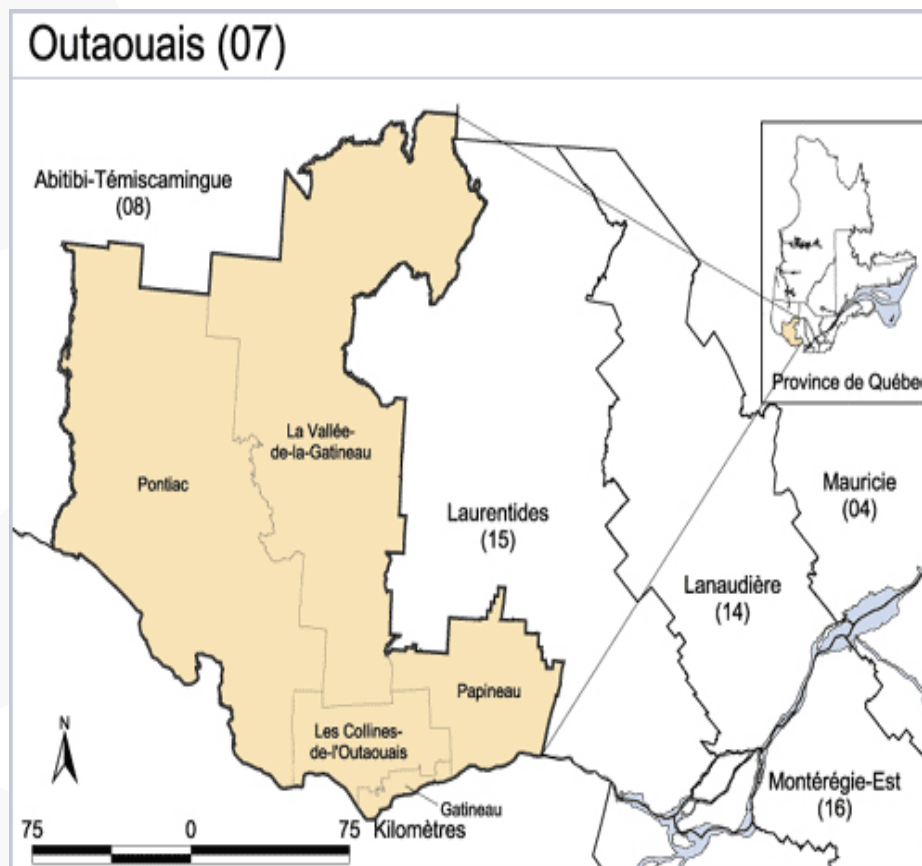 Outaouais (07)
Abitibi-Témiscamingue
(08)
Province de Québec
La Vallée-
de-la-Gatineau
Pontiac
Mauricie
(04)
Laurentides
(15)
Lanaudière
(14)
Papineau
Les Collines-
de-l'Outaouais
N
Gatineau
Montérégie-Est
(16)
75 0 75 Kilomètres